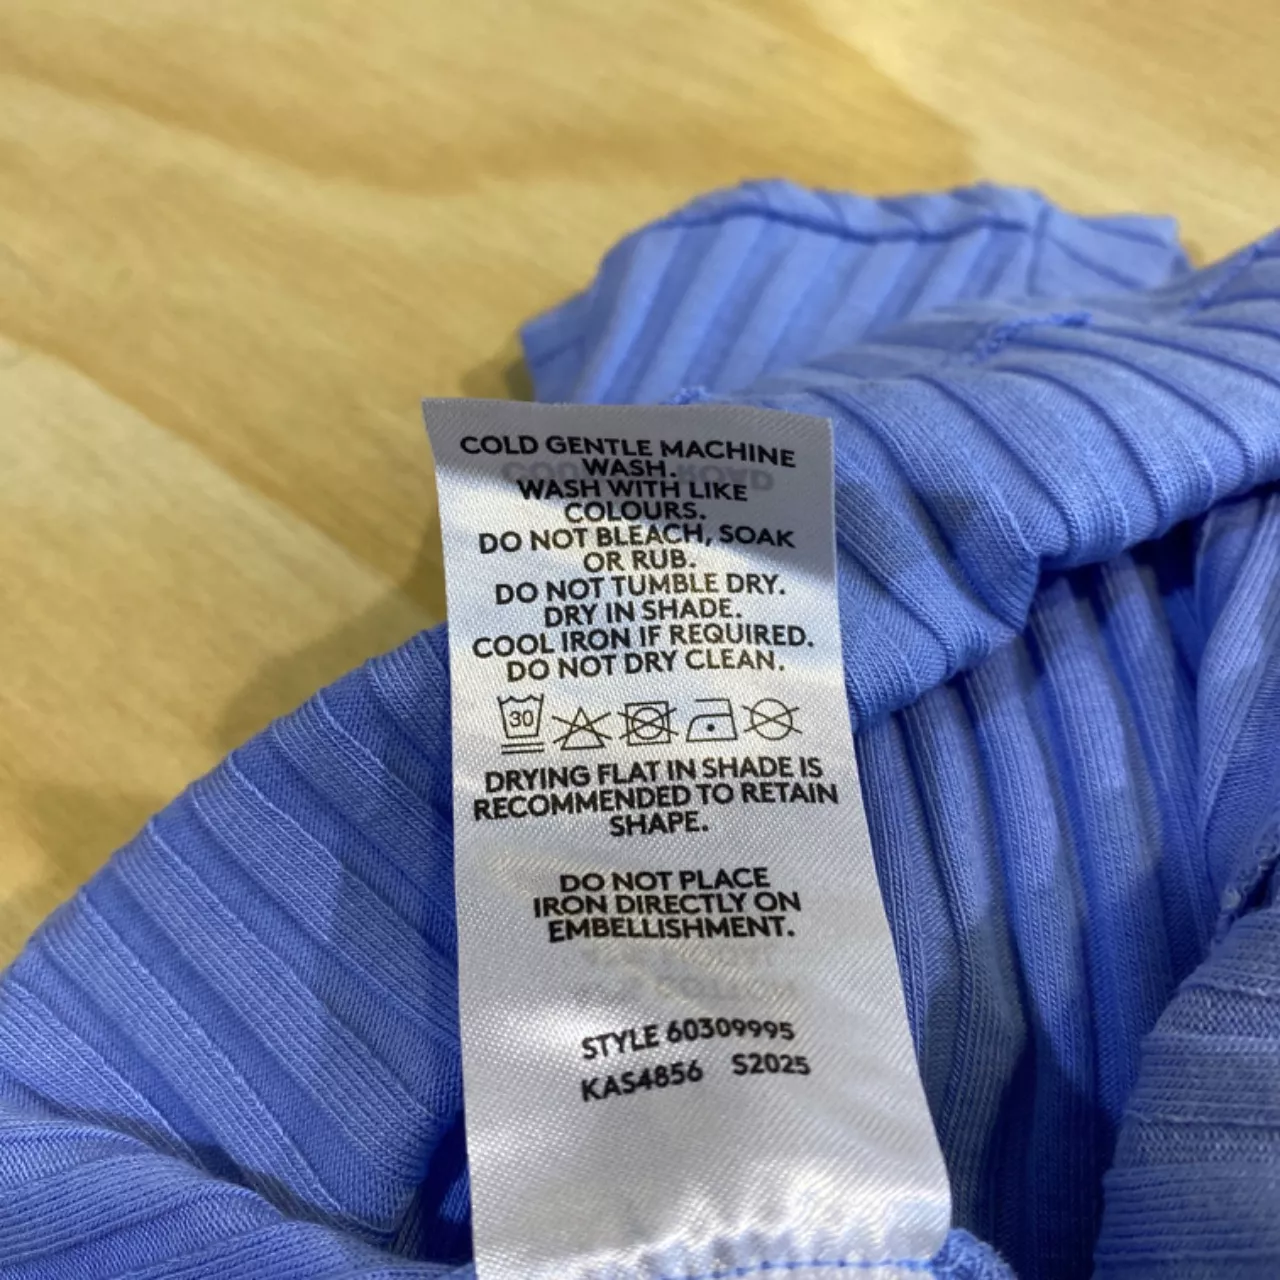 COLD GENTLE MACHINE
WASH.
WASH WITH LIKE
COLOURS.
DO NOT BLEACH, SOAK
OR RUB.
DO NOT TUMBLE DRY.
DRY IN SHADE.
COOL IRON IF REQUIRED.
DO NOT DRY CLEAN.
30
DRYING FLAT IN SHADE IS
RECOMMENDED TO RETAIN
SHAPE.
DO NOT PLACE
IRON DIRECTLY ON
EMBELLISHMENT.
COTTON
STYLE 60309995
KAS4856 S2025